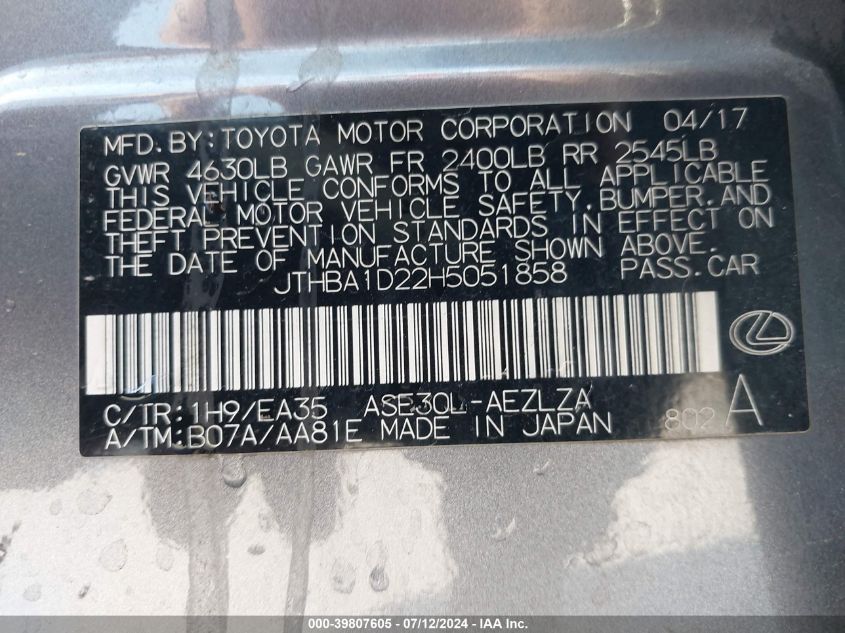 MFD. BY: TOYOTA MOTOR CORPORATION 04/17
GVWR 4630LB GAWR FR 2400LB RR 2545LB
THIS VEHICLE CONFORMS TO ALL APPLICABLE
FEDERAL MOTOR VEHICLE SAFETY, BUMPER, AND
THEFT PREVENTION STANDARDS IN EFFECT ON
THE DATE OF MANUFACTURE SHOWN ABOVE.
JTHBA1D22H5051858 PASS. CAR
C/TR: 1H9/EA35 ASE30L-AEZLZA
A/TM: B07A/AA81E MADE IN JAPAN 802 A
000-39807605 - 07/12/2024 - IAA Inc.